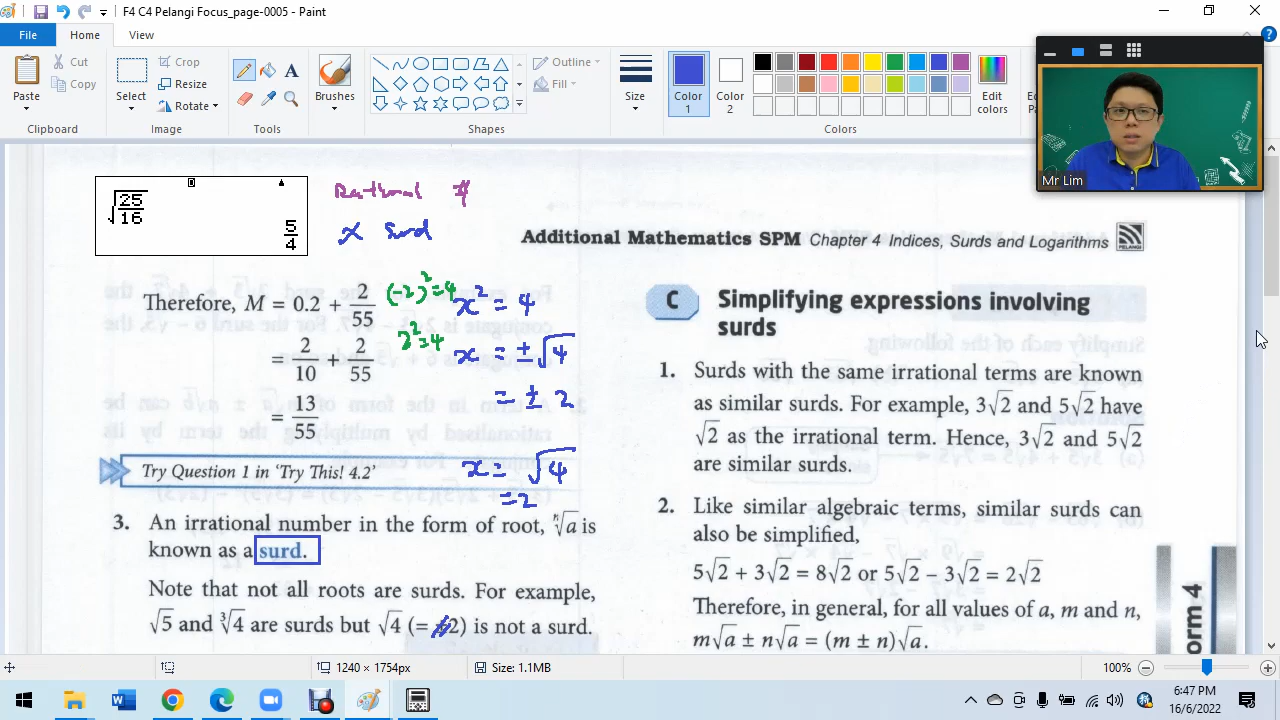 F4 C4 Pelangi Focus_page-0005 - Paint
File Home View
Paste
Cut
Copy
Clipboard
Select
Crop
Resize
Rotate
Image
A
Tools
Brushes
Shapes
Outline
Fill
Size
Color 1
Color 2
Colors
Edit colors
Mr Lim
√(25/16)
5/4
Rational #
x Surd
Additional Mathematics SPM Chapter 4 Indices, Surds and Logarithms
PELANGI
Therefore, M = 0.2 + 2/55
= 2/10 + 2/55
= 13/55
(-2)² = 4
2² = 4
x² = 4
x = ± √4
= ± 2
x = √4
= 2
Try Question 1 in 'Try This! 4.2'
3. An irrational number in the form of root, ⁿ√a is
known as a surd.
Note that not all roots are surds. For example,
√5 and ³√4 are surds but √4 (= 2) is not a surd.
C Simplifying expressions involving
surds
1. Surds with the same irrational terms are known
as similar surds. For example, 3√2 and 5√2 have
√2 as the irrational term. Hence, 3√2 and 5√2
are similar surds.
2. Like similar algebraic terms, similar surds can
also be simplified,
5√2 + 3√2 = 8√2 or 5√2 − 3√2 = 2√2
Therefore, in general, for all values of a, m and n,
m√a ± n√a = (m ± n)√a.
orm 4
1240 × 1754px
Size: 1.1MB
100%
6:47 PM
16/6/2022